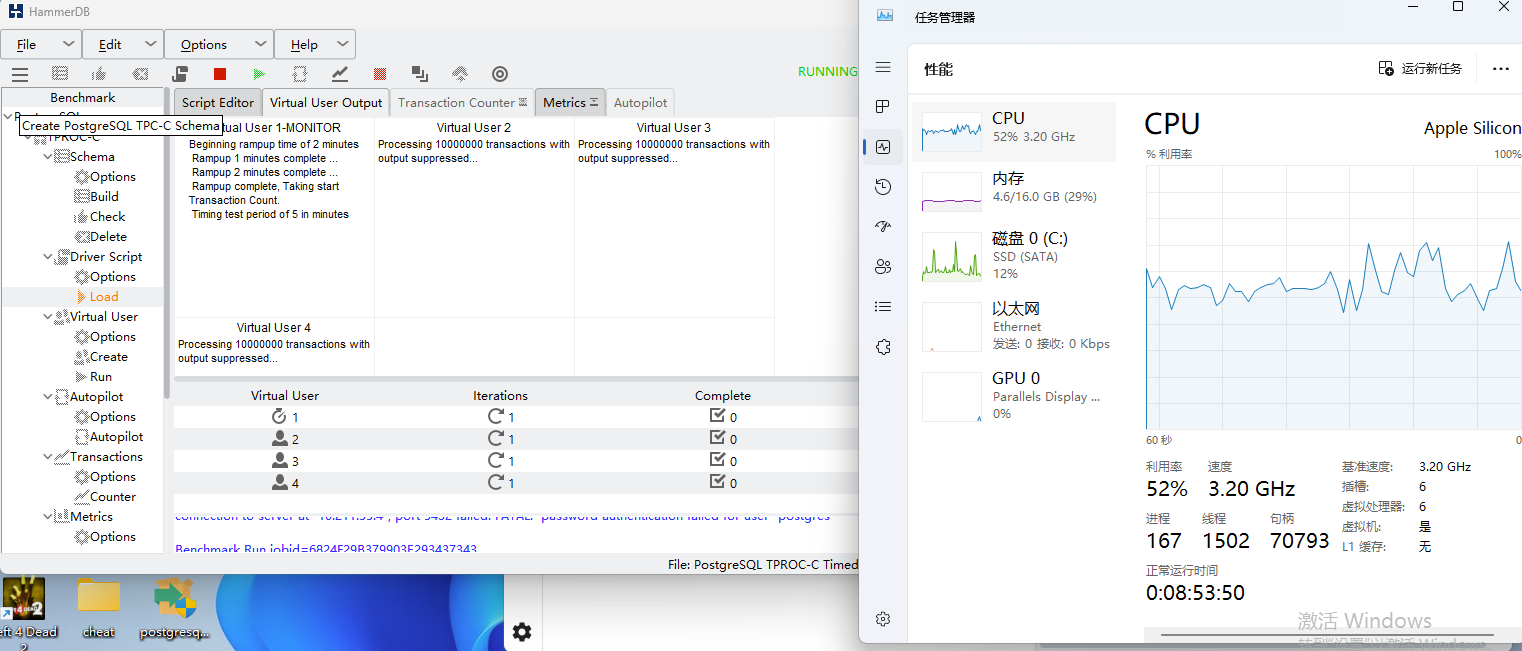 HammerDB
File
Edit
Options
Help
RUNNING
Benchmark
Create PostgreSQL TPC-C Schema
TPROC-C
Schema
Options
Build
Check
Delete
Driver Script
Options
Load
Virtual User
Options
Create
Run
Autopilot
Options
Autopilot
Transactions
Options
Counter
Metrics
Options
Script Editor
Virtual User Output
Transaction Counter
Metrics
Autopilot
tual User 1-MONITOR
Beginning rampup time of 2 minutes
Rampup 1 minutes complete ...
Rampup 2 minutes complete ...
Rampup complete, Taking start
Transaction Count.
Timing test period of 5 in minutes
Virtual User 2
Processing 10000000 transactions with
output suppressed...
Virtual User 3
Processing 10000000 transactions with
output suppressed...
Virtual User 4
Processing 10000000 transactions with
output suppressed...
Virtual User Iterations Complete
1 1 0
2 1 0
3 1 0
4 1 0
port 5432 failed: FATAL: password authentication failed for user "postgres"
Benchmark Run jobid=6824F29B379903E293437343
File: PostgreSQL TPROC-C Timed
eft 4 Dead
2
cheat
postgresq...
任务管理器
性能
运行新任务
CPU
52% 3.20 GHz
内存
4.6/16.0 GB (29%)
磁盘 0 (C:)
SSD (SATA)
12%
以太网
Ethernet
发送: 0 接收: 0 Kbps
GPU 0
Parallels Display ...
0%
CPU
Apple Silicon
% 利用率
100%
60 秒
0
利用率 速度
52% 3.20 GHz
进程 线程 句柄
167 1502 70793
正常运行时间
0:08:53:50
基准速度: 3.20 GHz
插槽: 6
虚拟处理器: 6
虚拟机: 是
L1 缓存: 无
激活 Windows
转到"设置"以激活 Windows。